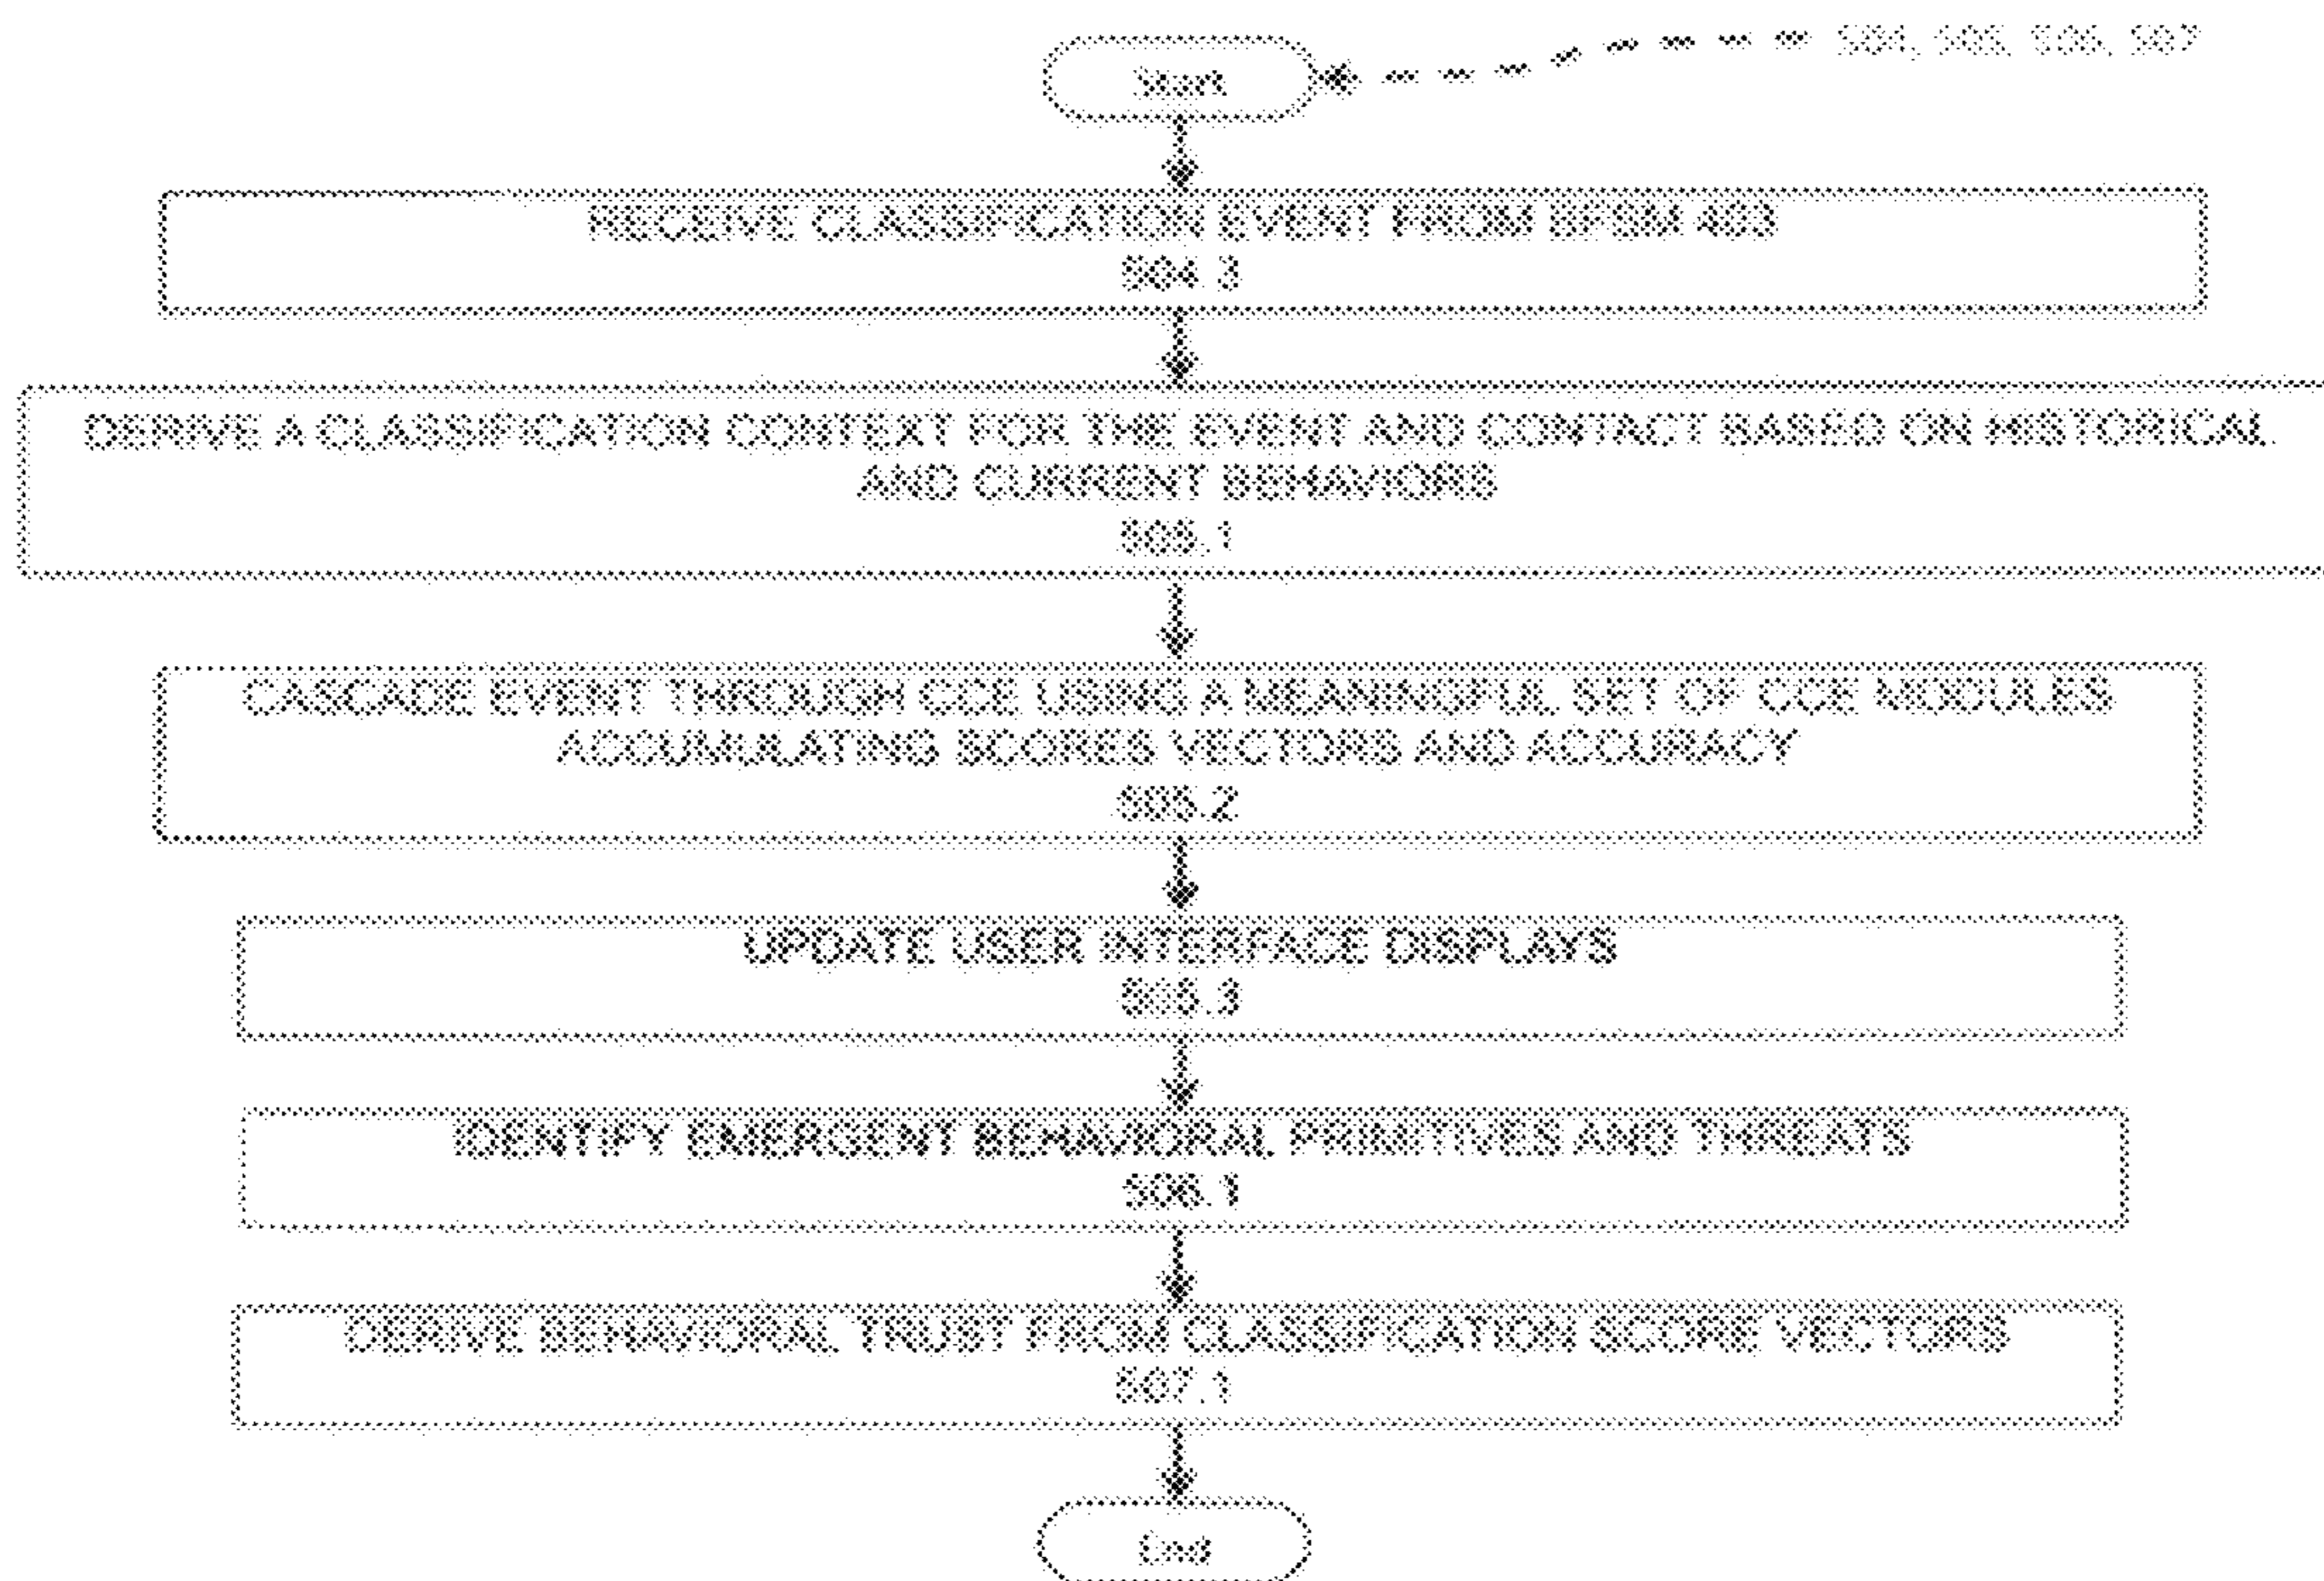 Start
504, 505, 506, 507
RECEIVE CLASSIFICATION EVENT FROM BPSM 403
504.3
DERIVE A CLASSIFICATION CONTEXT FOR THE EVENT AND CONTACT BASED ON HISTORICAL
AND CURRENT BEHAVIORS
505.1
CASCADE EVENT THROUGH CCE USING A MEANINGFUL SET OF CCE MODULES
ACCUMULATING SCORES VECTORS AND ACCURACY
505.2
UPDATE USER INTERFACE DISPLAYS
505.3
IDENTIFY EMERGENT BEHAVIORAL PRIMITIVES AND THREATS
506.1
DERIVE BEHAVIORAL TRUST FROM CLASSIFICATION SCORE VECTORS
507.1
End